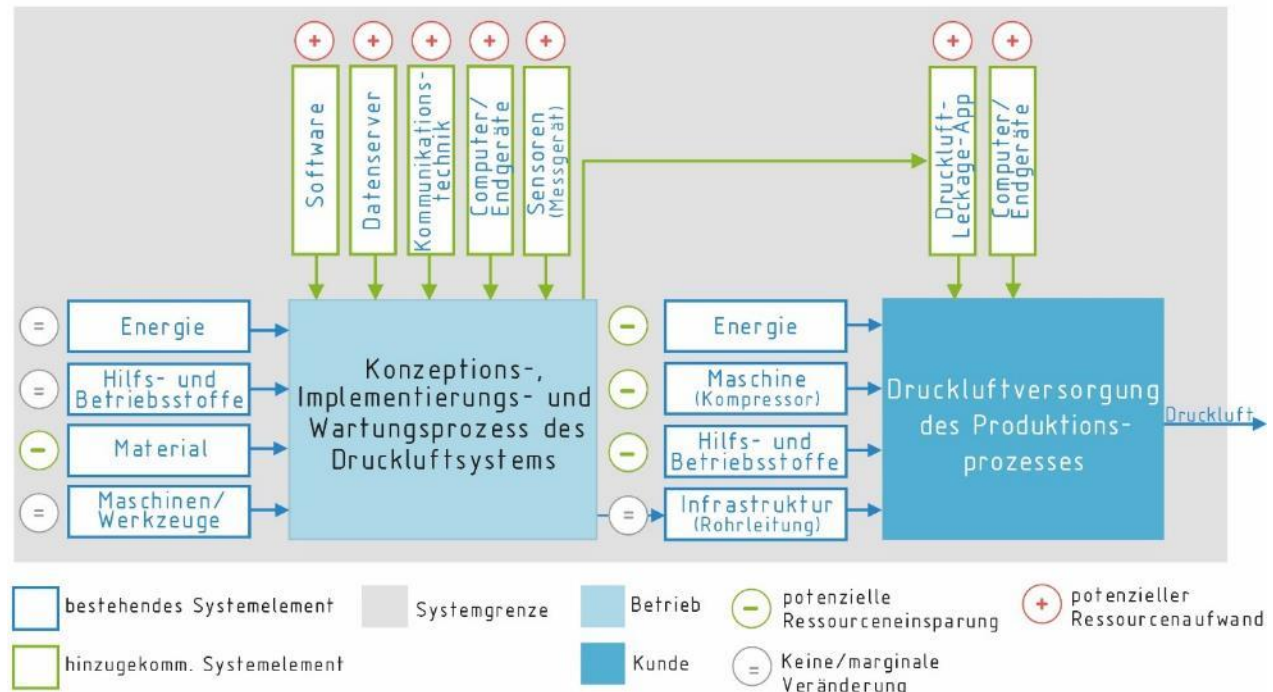 +
+
+
+
+
+
+
Software
Datenserver
Kommunikations-
technik
Computer/
Endgeräte
Sensoren
(Messgerät)
Druckluft-
Leckage-App
Computer/
Endgeräte
=
Energie
=
Hilfs- und
Betriebsstoffe
−
Material
=
Maschinen/
Werkzeuge
Konzeptions-,
Implementierungs- und
Wartungsprozess des
Druckluftsystems
−
Energie
−
Maschine
(Kompressor)
−
Hilfs- und
Betriebsstoffe
=
Infrastruktur
(Rohrleitung)
Druckluftversorgung
des Produktions-
prozesses
Druckluft
bestehendes Systemelement
hinzugekomm. Systemelement
Systemgrenze
Betrieb
Kunde
−
potenzielle
Ressourceneinsparung
=
Keine/marginale
Veränderung
+
potenzieller
Ressourcenaufwand